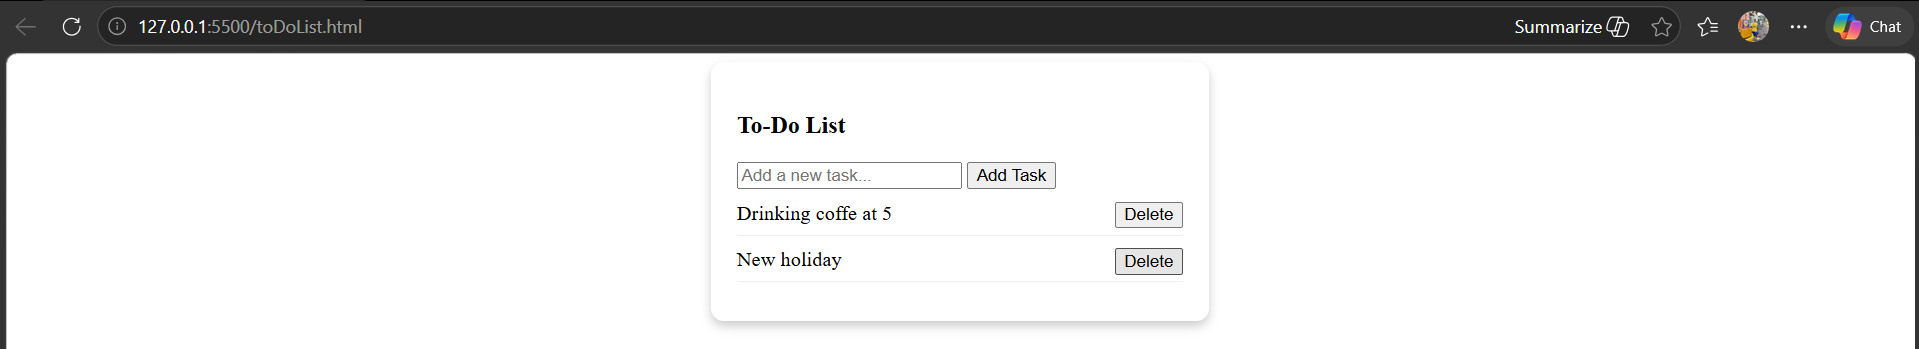 127.0.0.1:5500/toDoList.html
Summarize
Chat
To-Do List
Add a new task...
Add Task
Drinking coffe at 5
Delete
New holiday
Delete